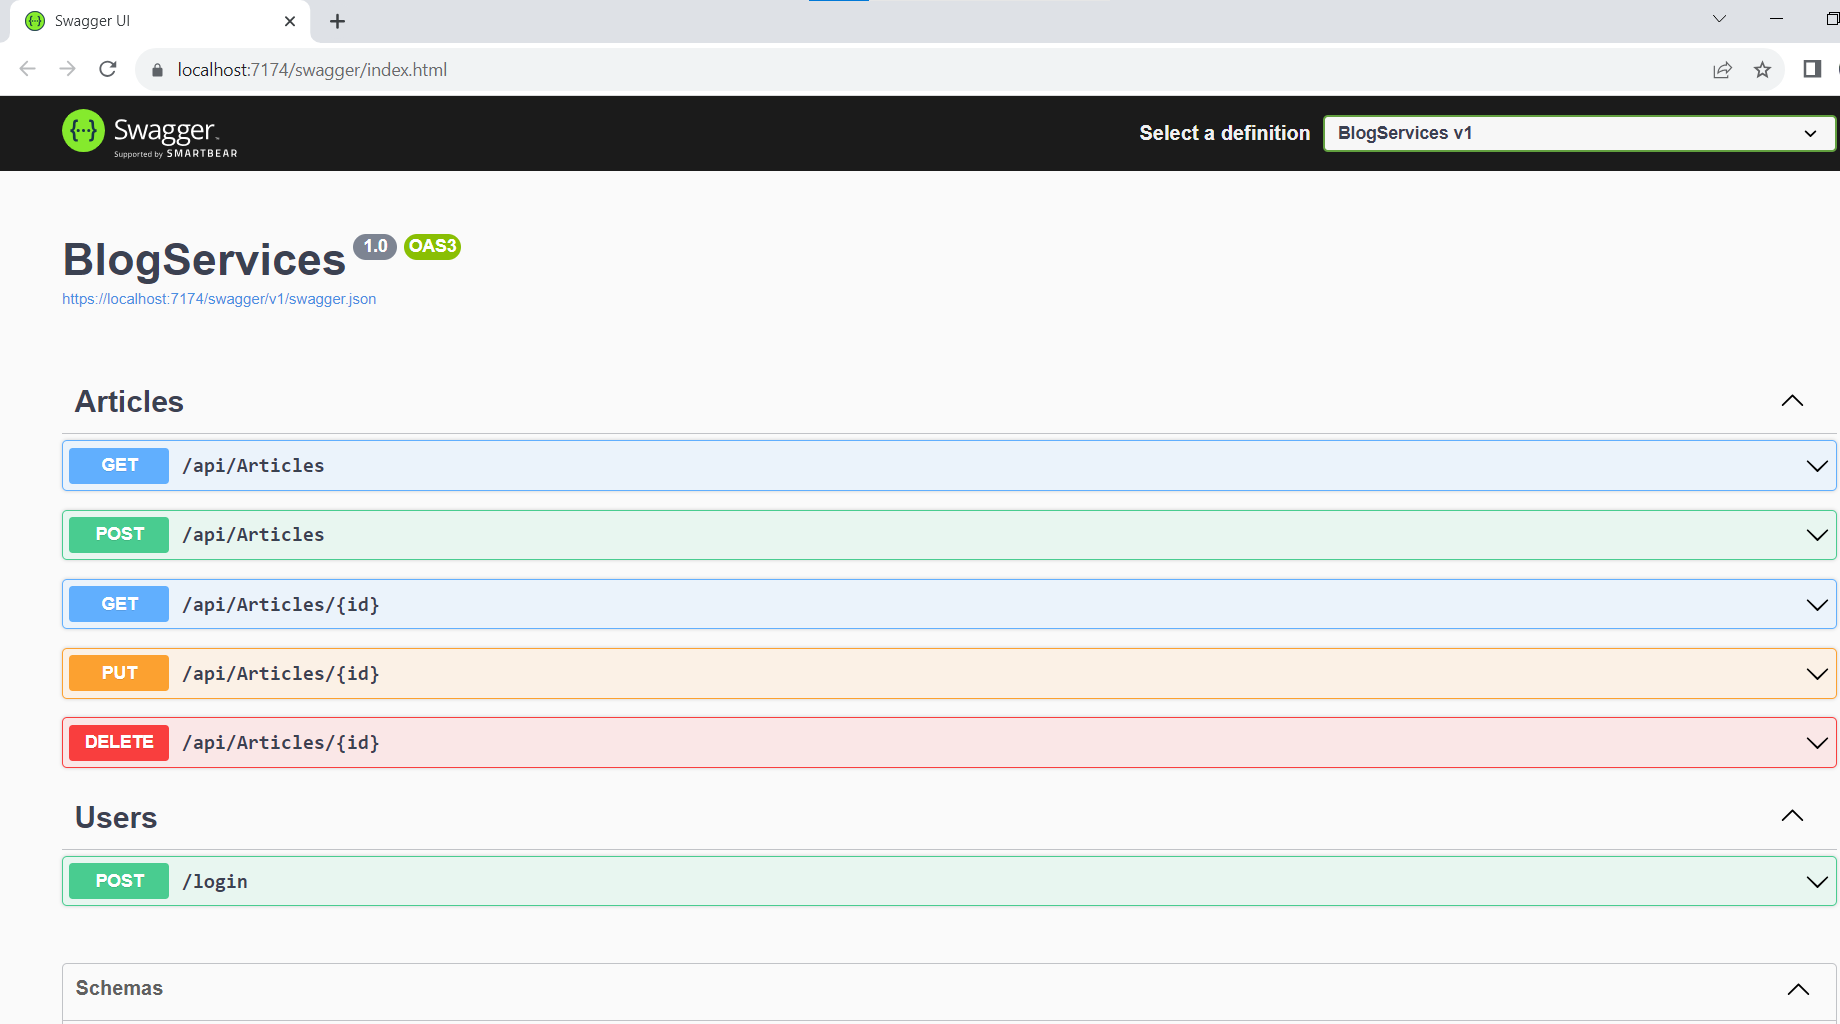 Swagger UI
localhost:7174/swagger/index.html
{...} Swagger
Supported by SMARTBEAR
Select a definition
BlogServices v1
BlogServices 1.0 OAS3
https://localhost:7174/swagger/v1/swagger.json
Articles
GET /api/Articles
POST /api/Articles
GET /api/Articles/{id}
PUT /api/Articles/{id}
DELETE /api/Articles/{id}
Users
POST /login
Schemas